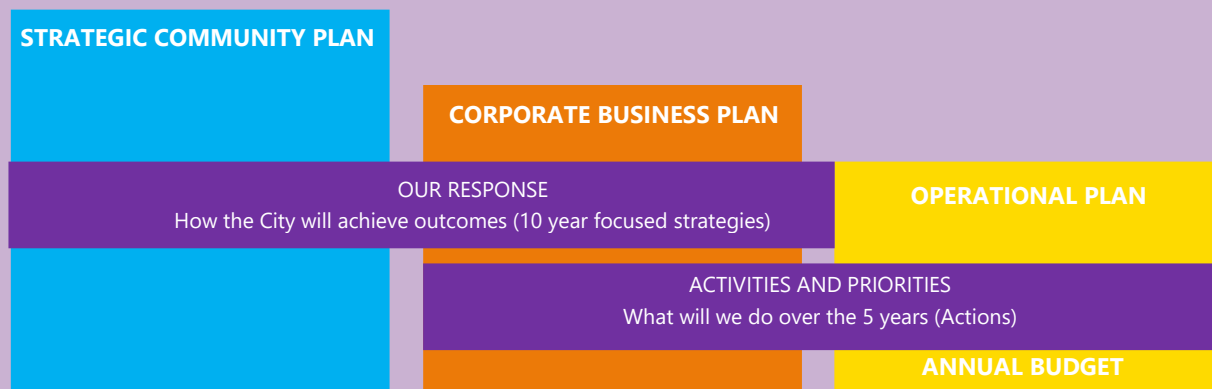 STRATEGIC COMMUNITY PLAN
CORPORATE BUSINESS PLAN
OUR RESPONSE
How the City will achieve outcomes (10 year focused strategies)
OPERATIONAL PLAN
ACTIVITIES AND PRIORITIES
What will we do over the 5 years (Actions)
ANNUAL BUDGET